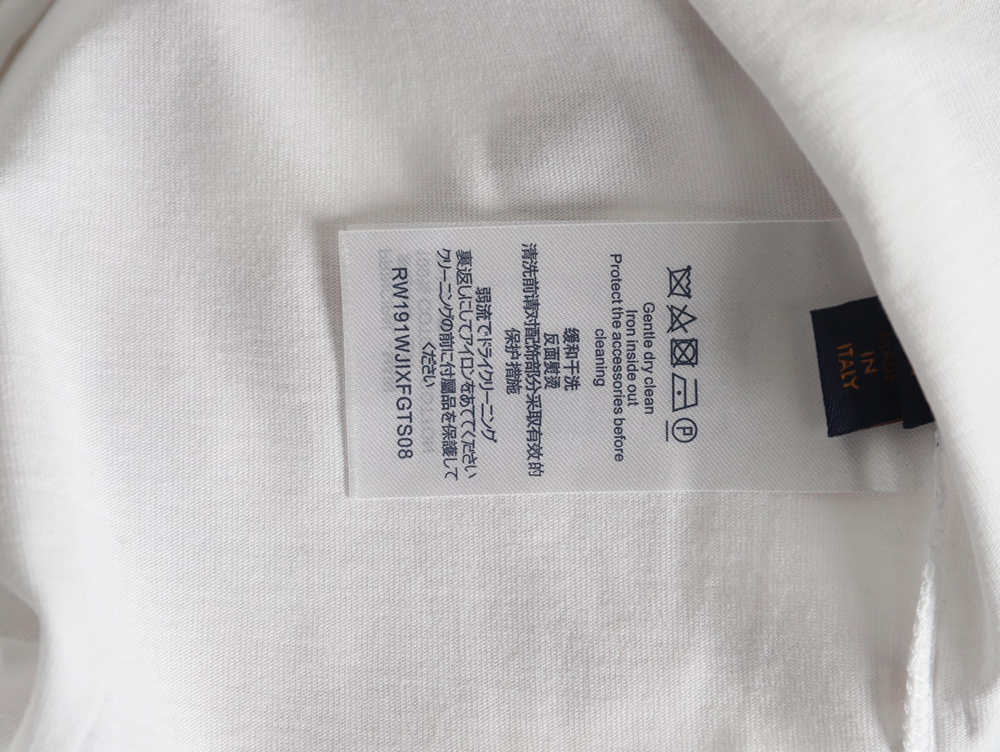 Gentle dry clean
Iron inside out
Protect the accessories before
cleaning
缓和干洗
反面熨烫
清洗前请对配饰部分采取有效的
保护措施
弱流でドライクリーニング
裏返しにしてアイロンをあててください
クリーニングの前に付属品を保護して
ください
RW191WJIXFGTS08
MADE
IN
ITALY